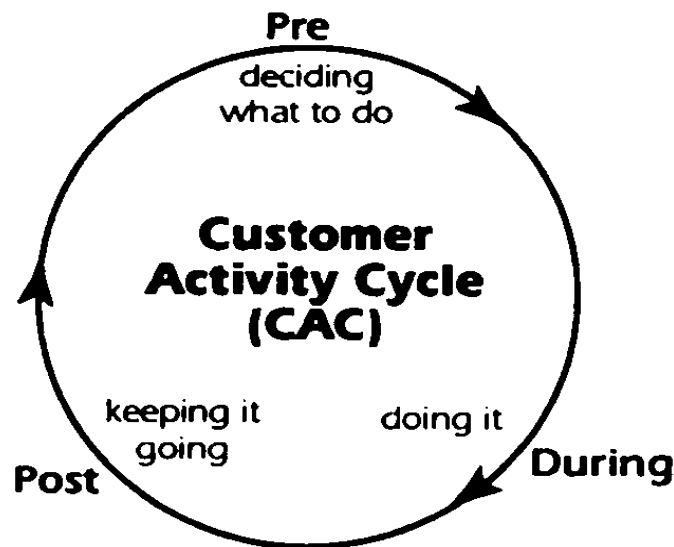 Pre
deciding
what to do
Customer
Activity Cycle
(CAC)
keeping it
going
doing it
Post
During